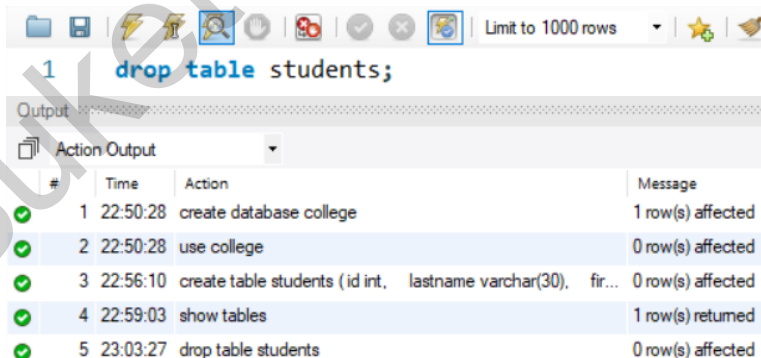 Limit to 1000 rows
1 drop table students;
Output
Action Output
# Time Action Message
1 22:50:28 create database college 1 row(s) affected
2 22:50:28 use college 0 row(s) affected
3 22:56:10 create table students ( id int, lastname varchar(30), fir... 0 row(s) affected
4 22:59:03 show tables 1 row(s) returned
5 23:03:27 drop table students 0 row(s) affected